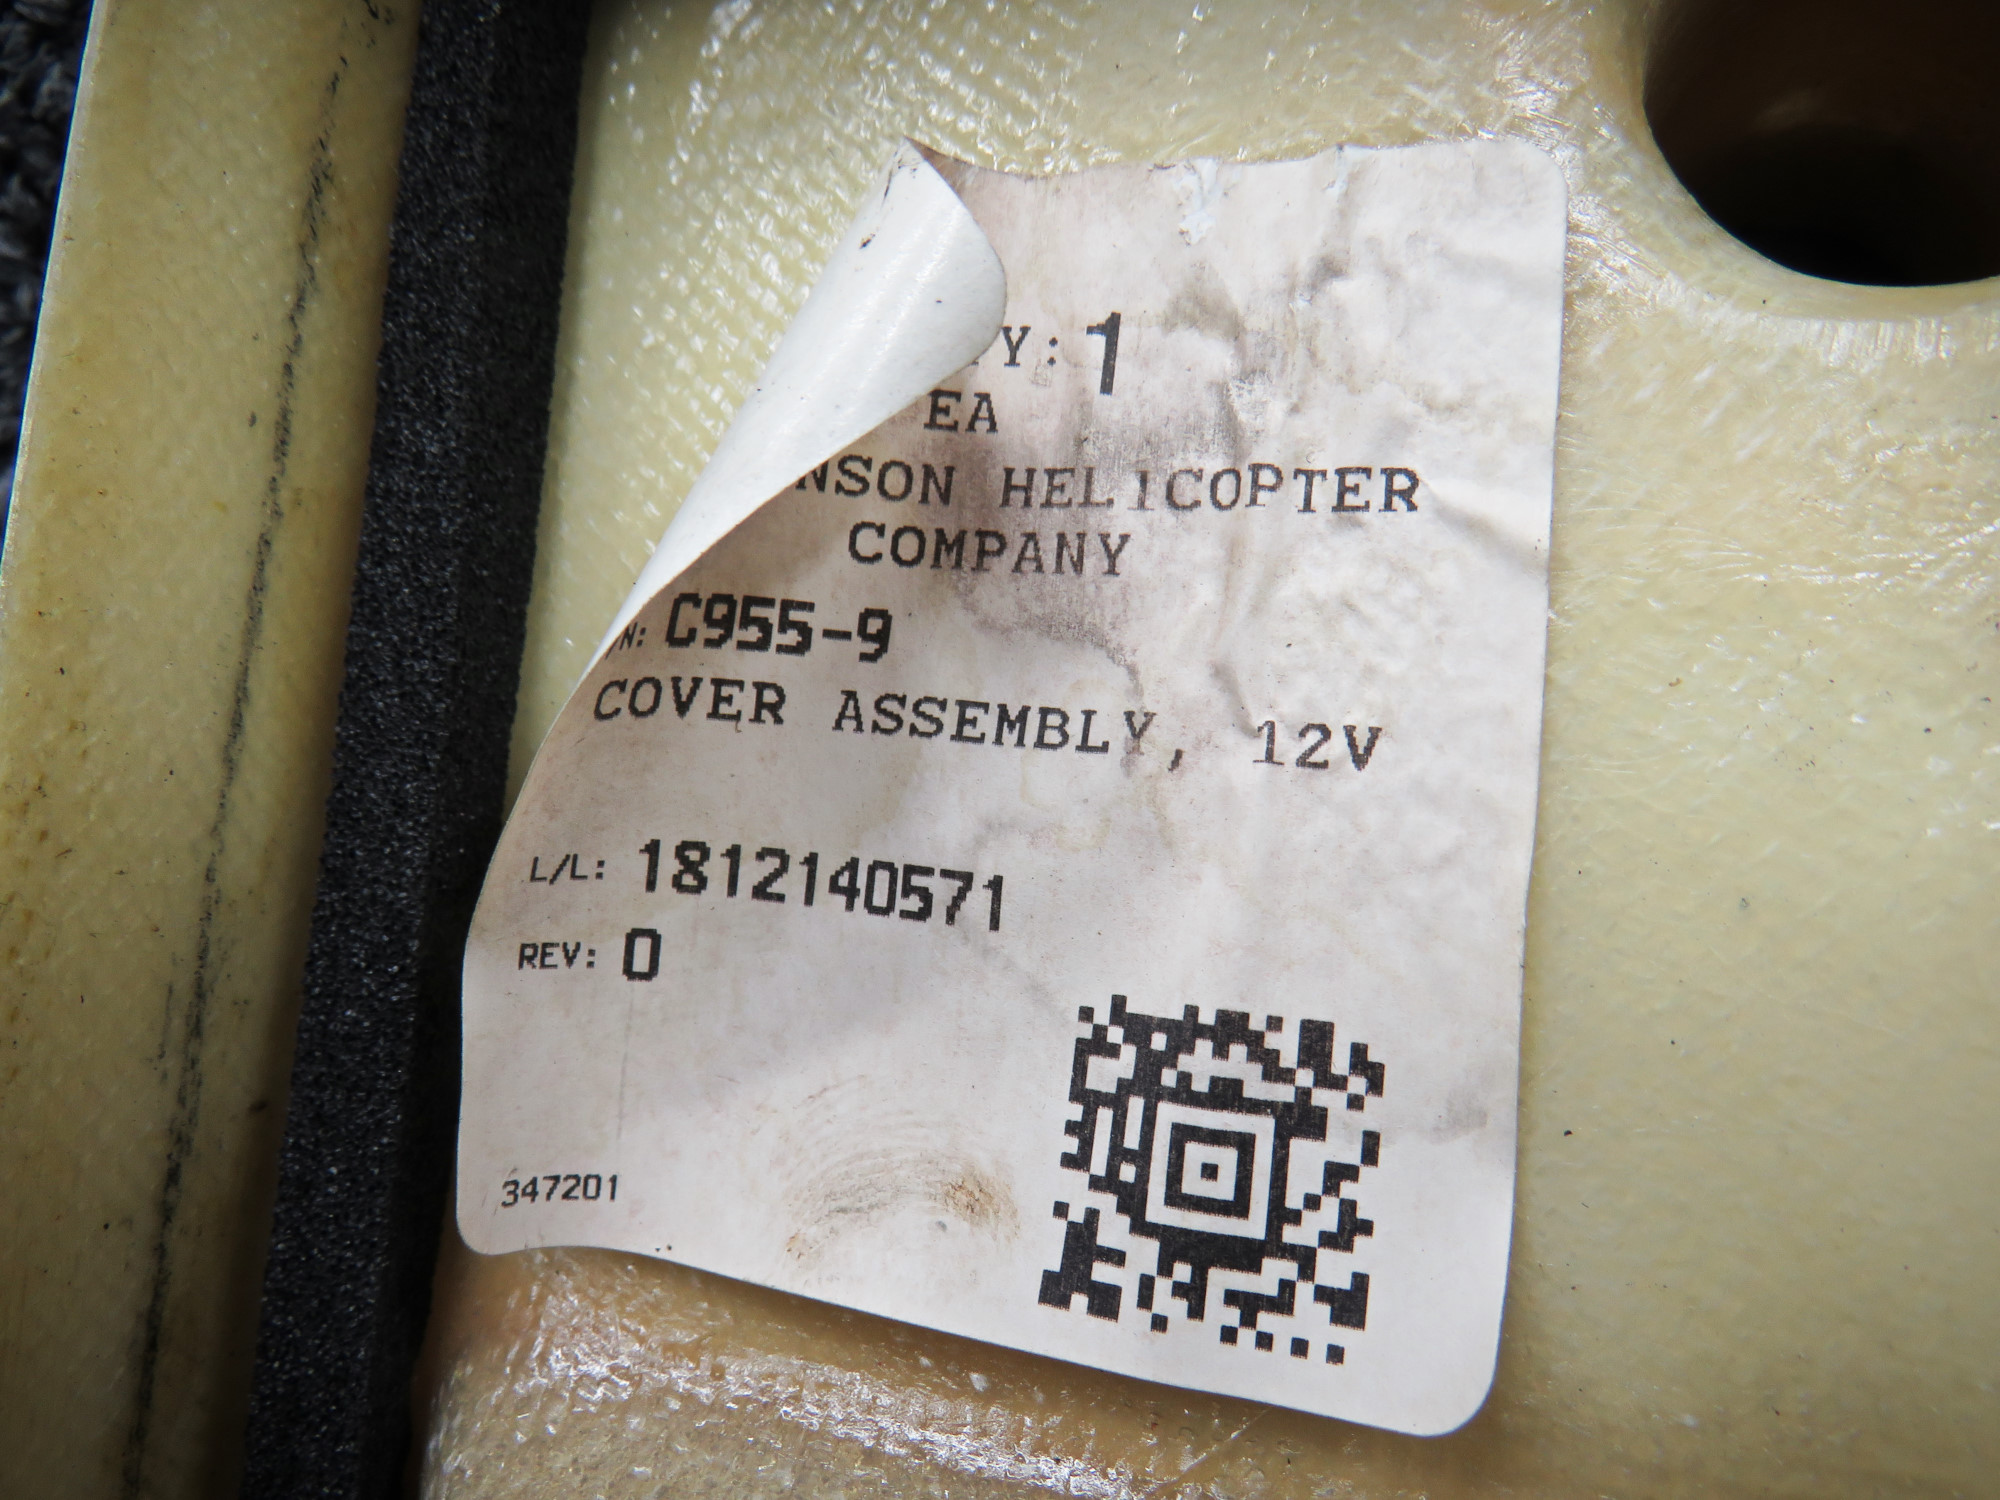 Y: 1
EA
NSON HELICOPTER
COMPANY
N: C955-9
COVER ASSEMBLY, 12V
L/L: 1812140571
REV: 0
347201